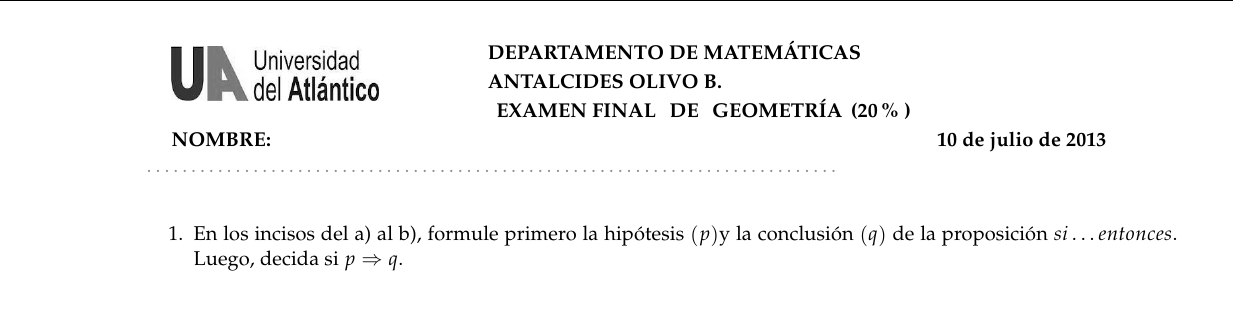 UA Universidad del Atlántico
DEPARTAMENTO DE MATEMÁTICAS
ANTALCIDES OLIVO B.
EXAMEN FINAL DE GEOMETRÍA (20 % )
NOMBRE: 10 de julio de 2013
1. En los incisos del a) al b), formule primero la hipótesis (p)y la conclusión (q) de la proposición si . . . entonces.
Luego, decida si p ⇒ q.